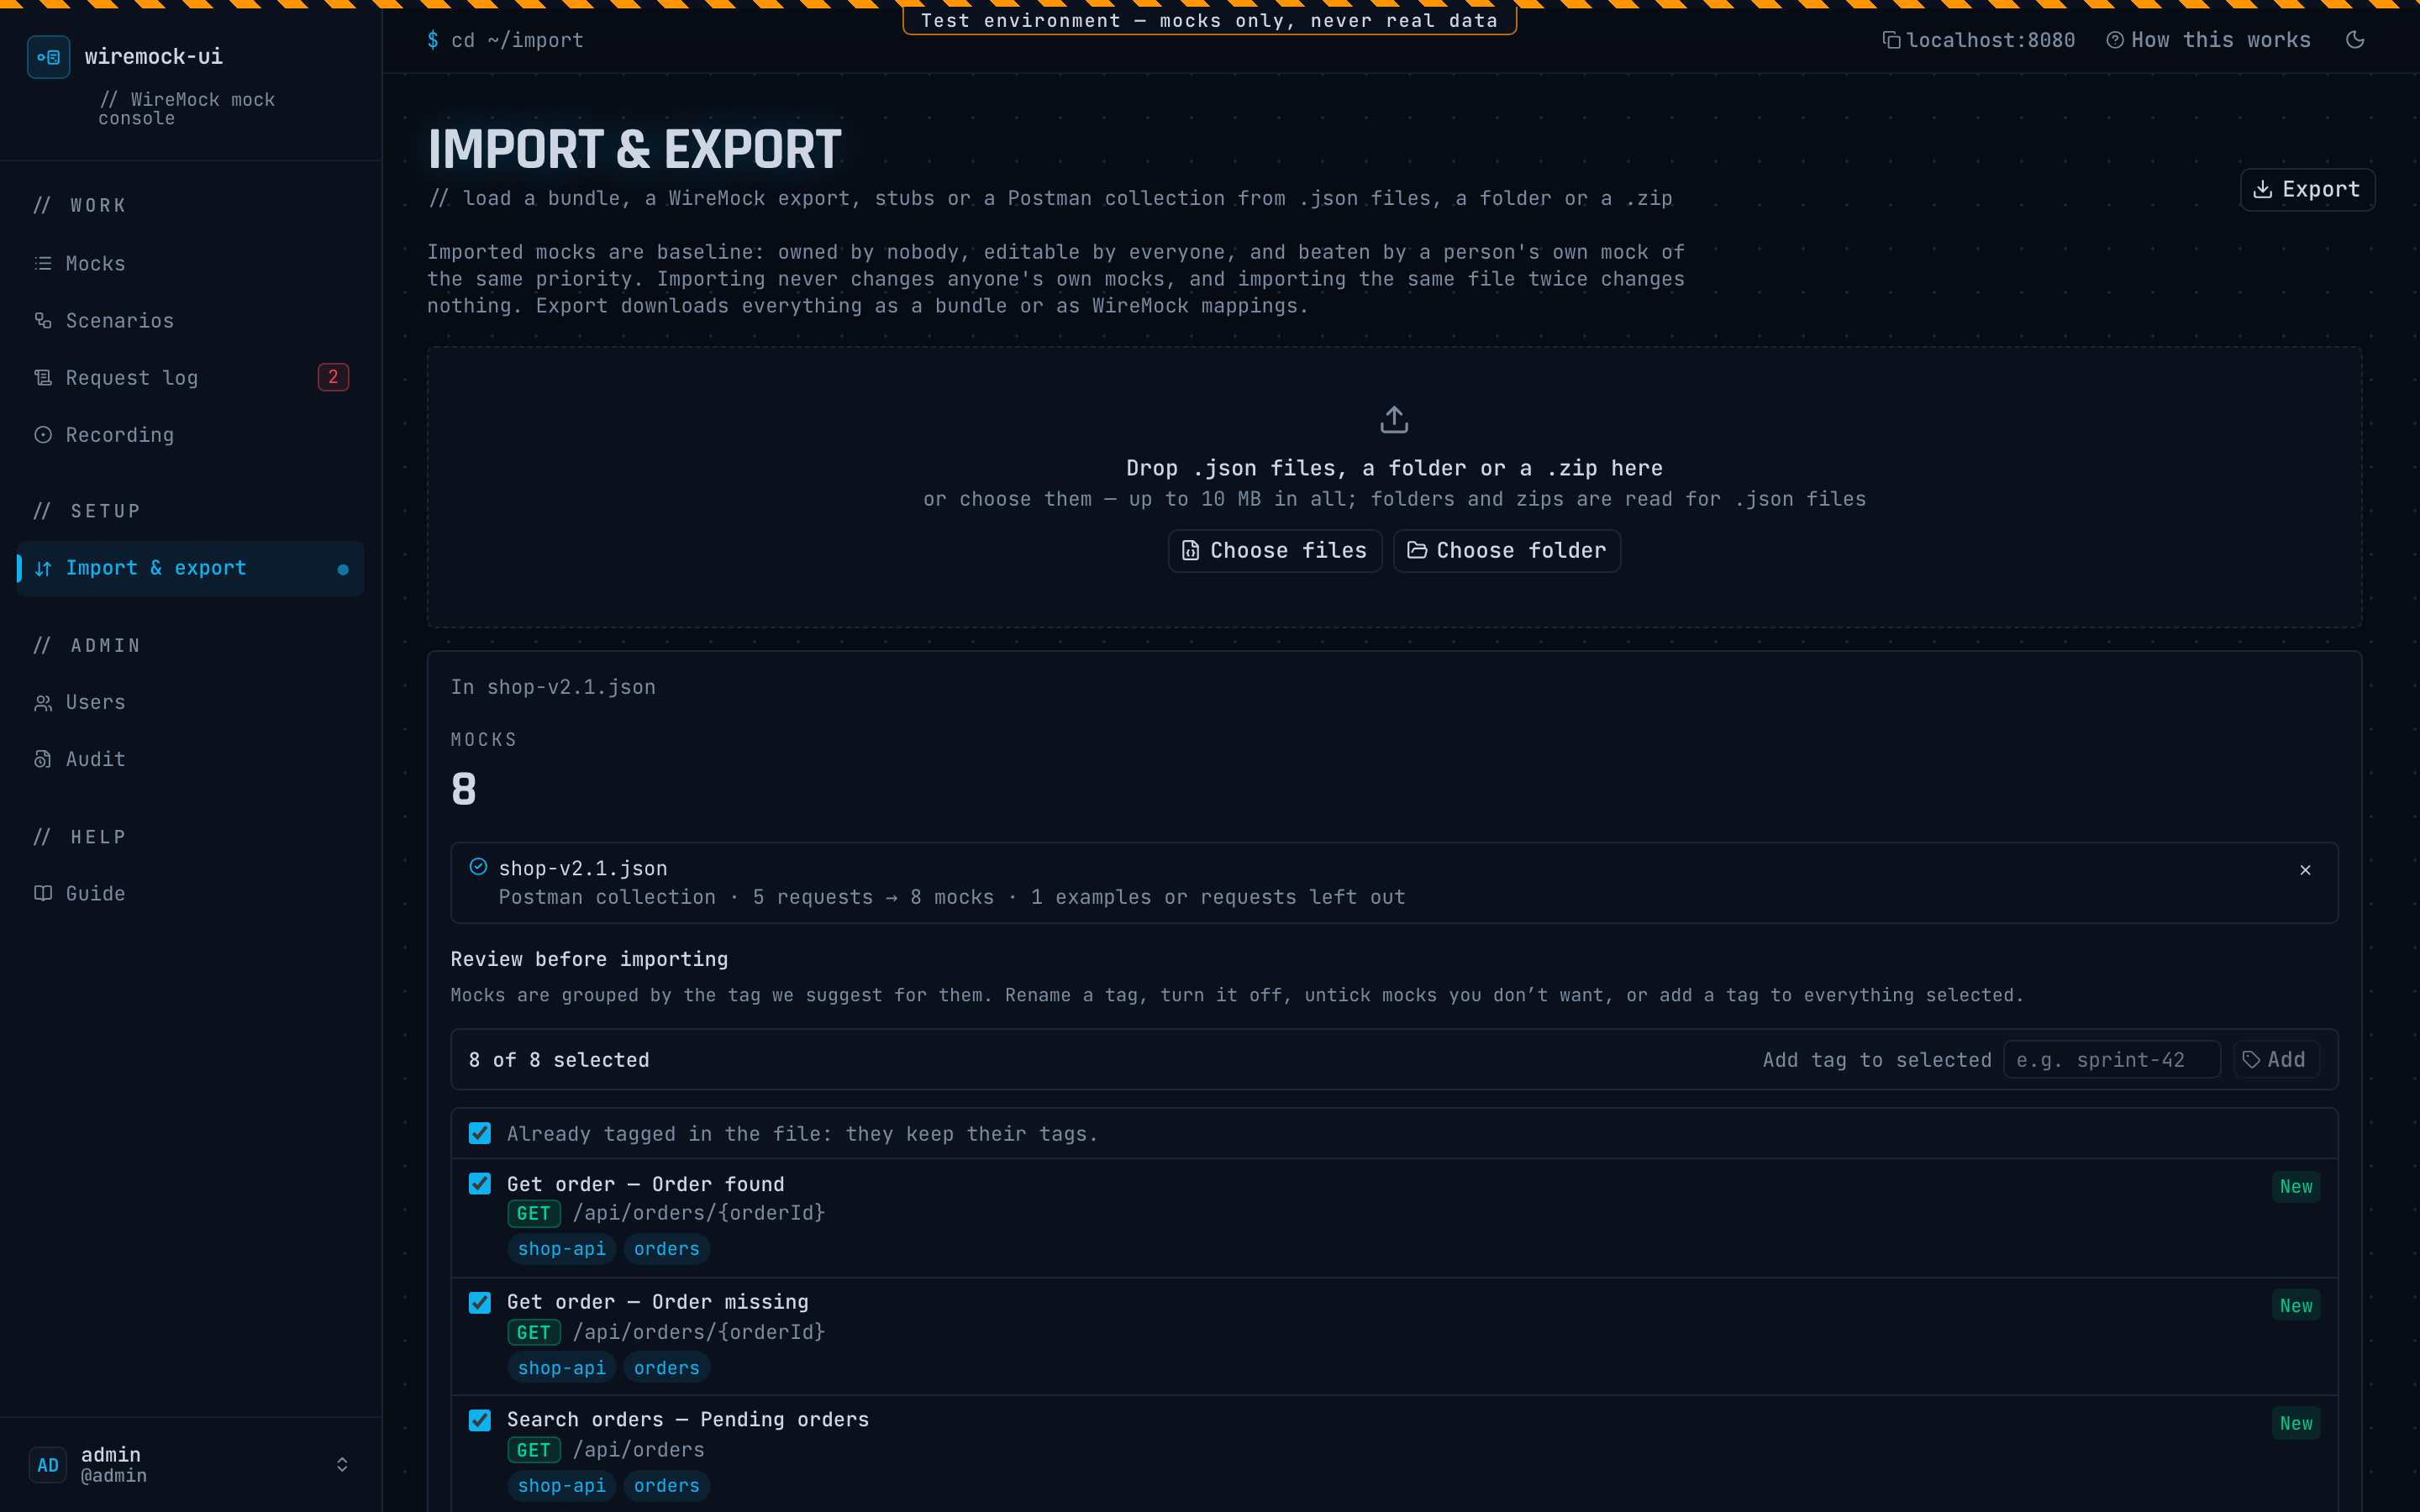 Test environment — mocks only, never real data
wiremock-ui
// WireMock mock
console
$ cd ~/import
localhost:8080
How this works
// WORK
Mocks
Scenarios
Request log
2
Recording
// SETUP
Import & export
// ADMIN
Users
Audit
// HELP
Guide
AD
admin
@admin
IMPORT & EXPORT
// load a bundle, a WireMock export, stubs or a Postman collection from .json files, a folder or a .zip
Export
Imported mocks are baseline: owned by nobody, editable by everyone, and beaten by a person's own mock of
the same priority. Importing never changes anyone's own mocks, and importing the same file twice changes
nothing. Export downloads everything as a bundle or as WireMock mappings.
Drop .json files, a folder or a .zip here
or choose them — up to 10 MB in all; folders and zips are read for .json files
Choose files
Choose folder
In shop-v2.1.json
MOCKS
8
shop-v2.1.json
Postman collection · 5 requests → 8 mocks · 1 examples or requests left out
Review before importing
Mocks are grouped by the tag we suggest for them. Rename a tag, turn it off, untick mocks you don’t want, or add a tag to everything selected.
8 of 8 selected
Add tag to selected
e.g. sprint-42
Add
Already tagged in the file: they keep their tags.
Get order — Order found
New
GET /api/orders/{orderId}
shop-api orders
Get order — Order missing
New
GET /api/orders/{orderId}
shop-api orders
Search orders — Pending orders
New
GET /api/orders
shop-api orders